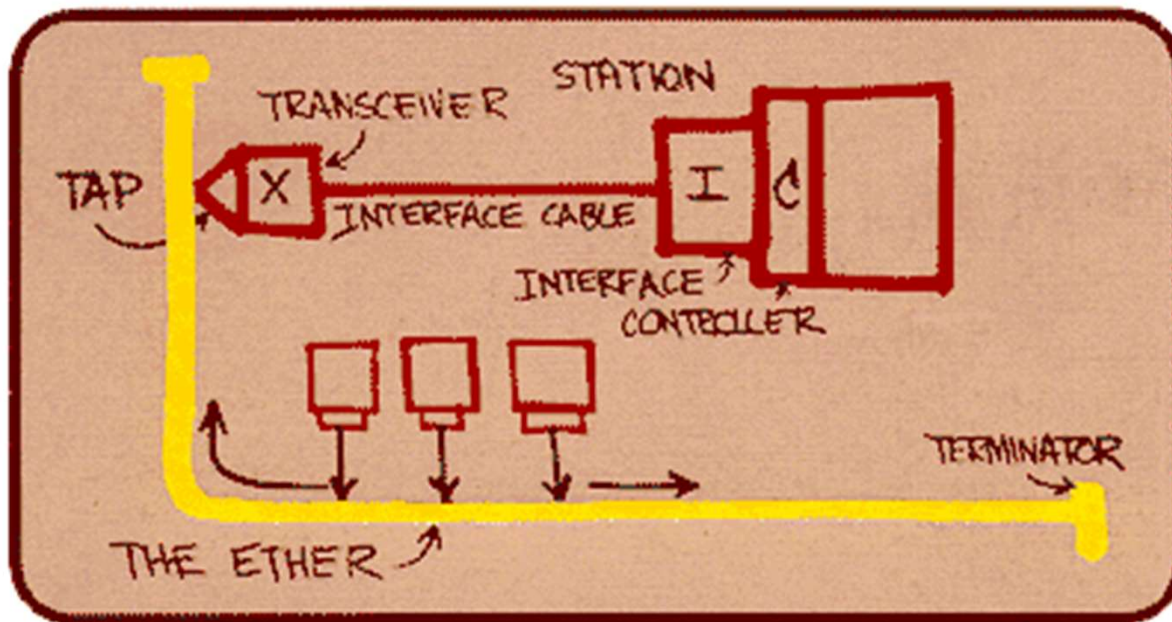 STATION
TRANSCEIVER
TAP
X
I
C
INTERFACE CABLE
INTERFACE
CONTROLLER
TERMINATOR
THE ETHER